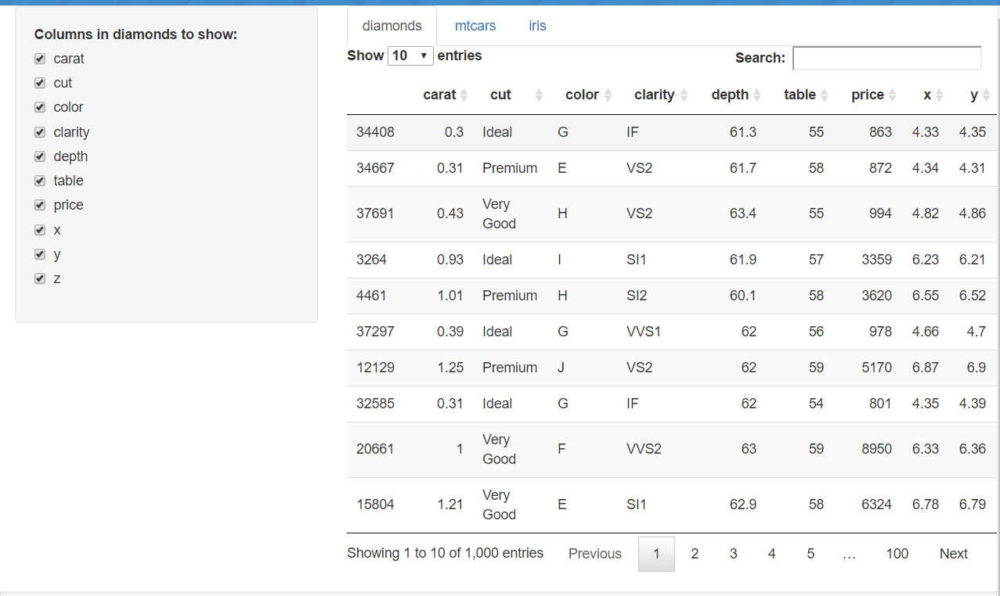 Columns in diamonds to show:
carat
cut
color
clarity
depth
table
price
x
y
z
diamonds mtcars iris
Show 10 entries Search:
carat cut color clarity depth table price x y
34408 0.3 Ideal G IF 61.3 55 863 4.33 4.35
34667 0.31 Premium E VS2 61.7 58 872 4.34 4.31
37691 0.43 Very Good H VS2 63.4 55 994 4.82 4.86
3264 0.93 Ideal I SI1 61.9 57 3359 6.23 6.21
4461 1.01 Premium H SI2 60.1 58 3620 6.55 6.52
37297 0.39 Ideal G VVS1 62 56 978 4.66 4.7
12129 1.25 Premium J VS2 62 59 5170 6.87 6.9
32585 0.31 Ideal G IF 62 54 801 4.35 4.39
20661 1 Very Good F VVS2 63 59 8950 6.33 6.36
15804 1.21 Very Good E SI1 62.9 58 6324 6.78 6.79
Showing 1 to 10 of 1,000 entries Previous 1 2 3 4 5 … 100 Next